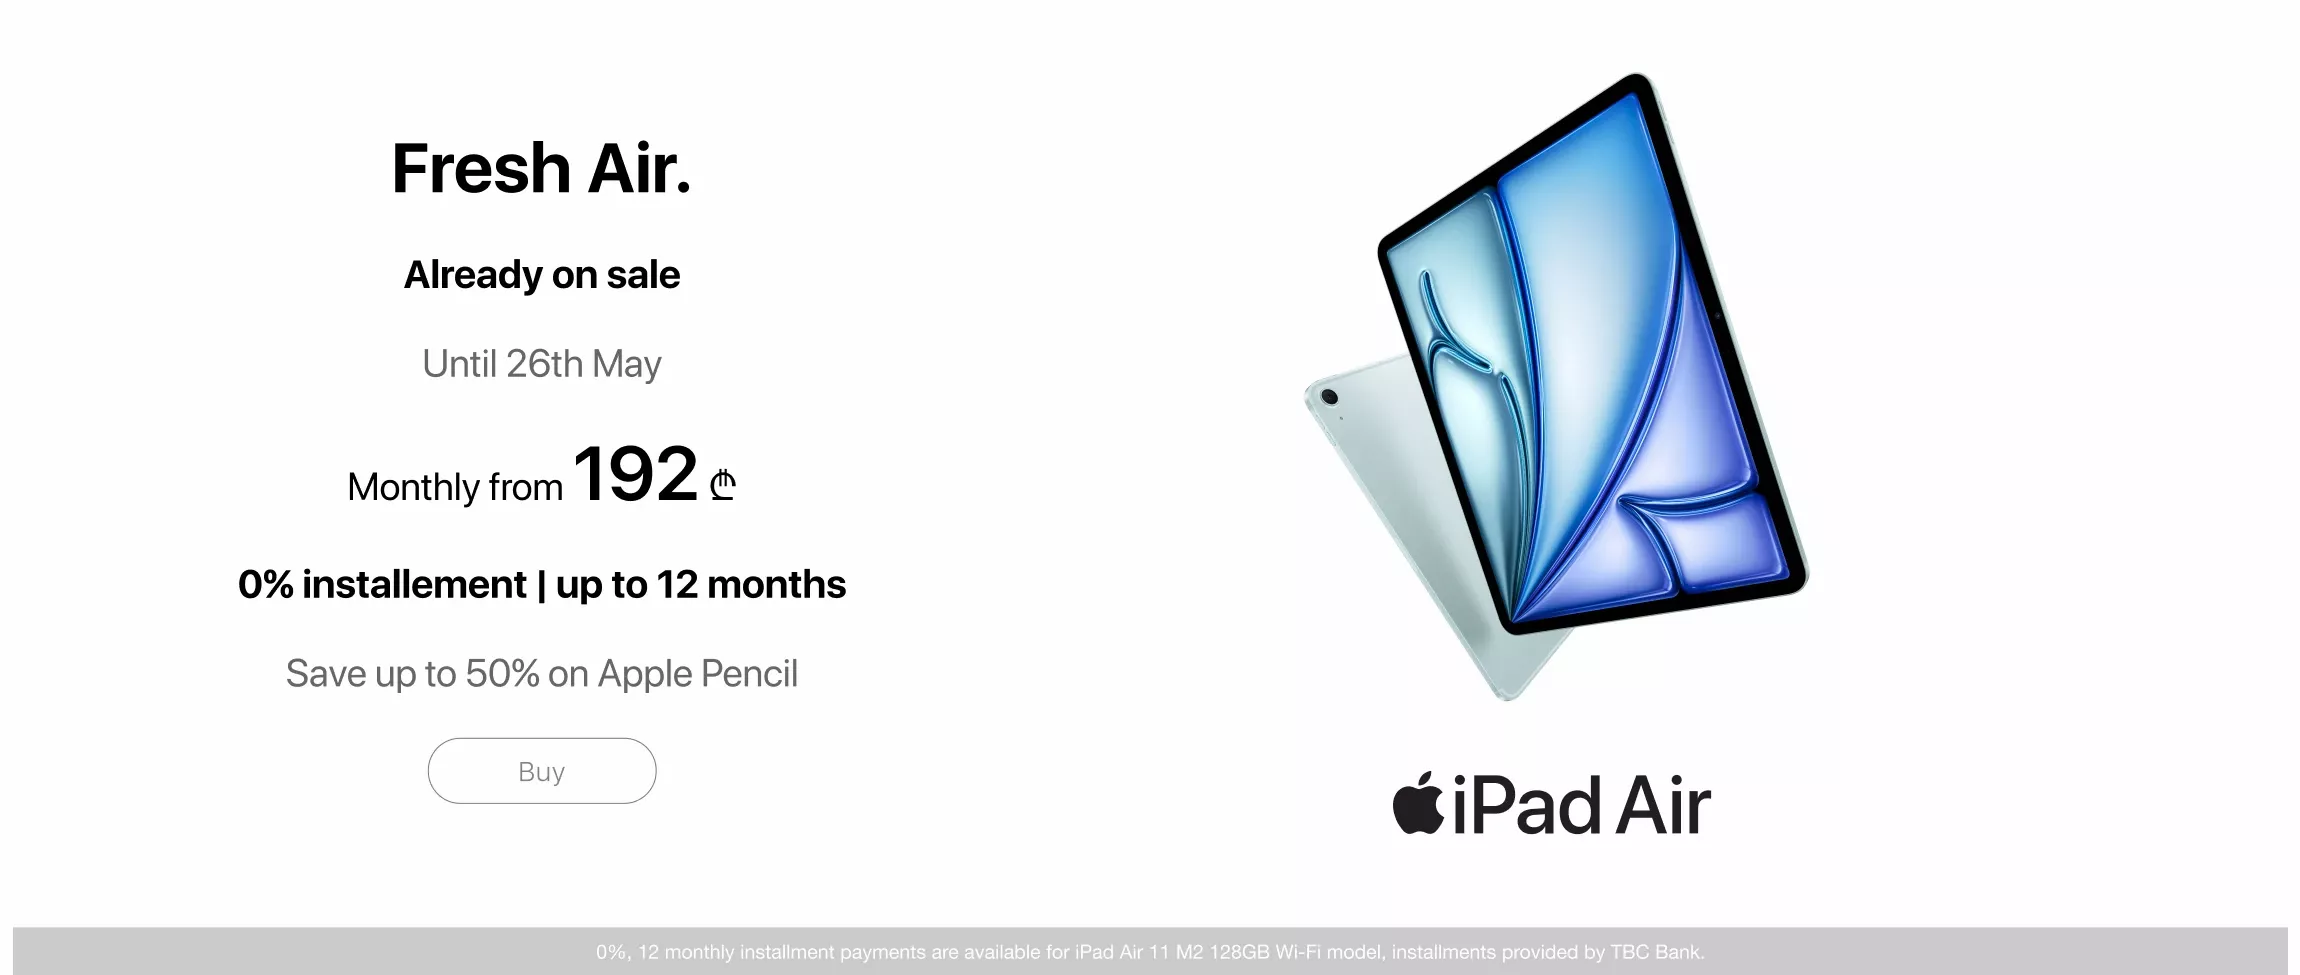 Fresh Air.
Already on sale
Until 26th May
Monthly from 192 ₾
0% installement | up to 12 months
Save up to 50% on Apple Pencil
Buy
iPad Air
0%, 12 monthly installment payments are available for iPad Air 11 M2 128GB Wi-Fi model, installments provided by TBC Bank.